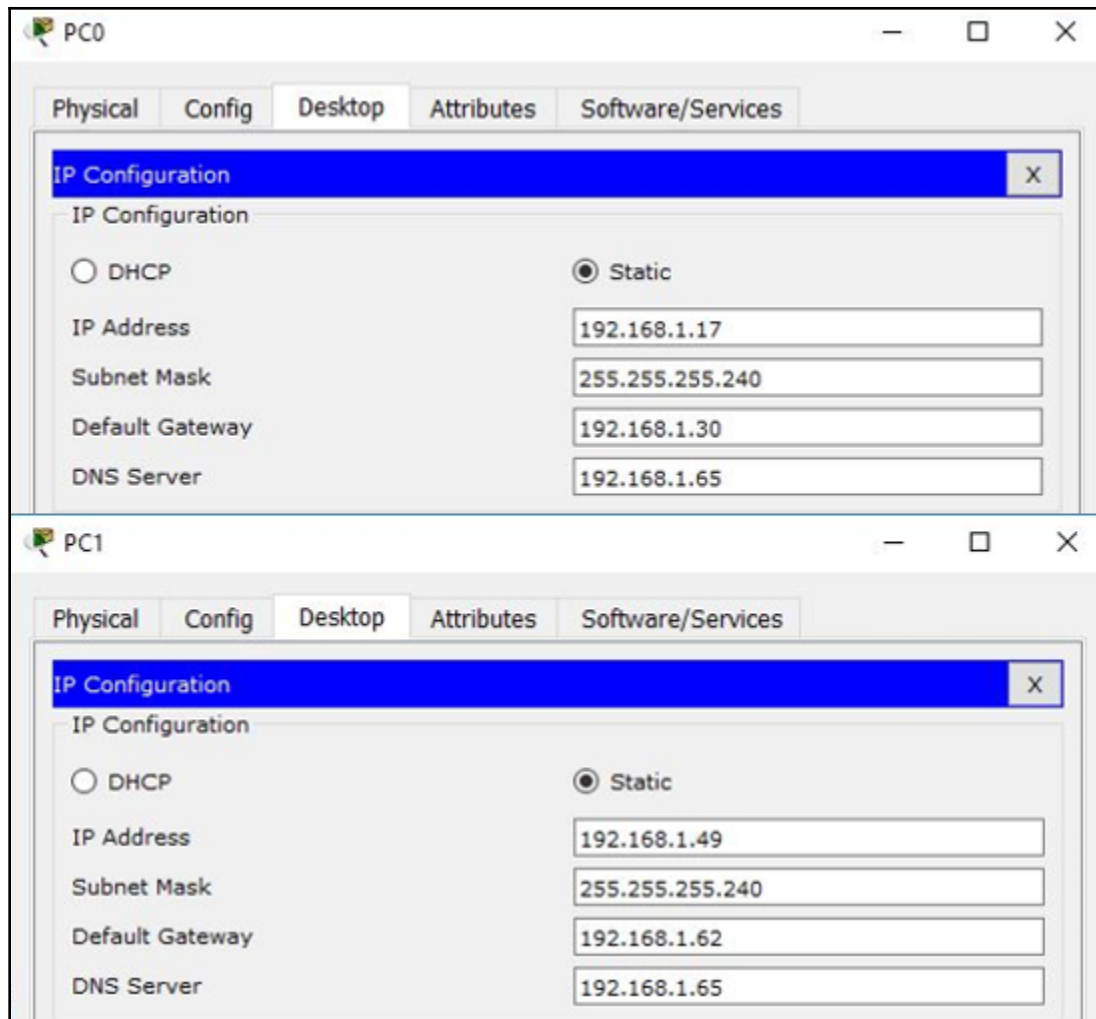 PC0
Physical Config Desktop Attributes Software/Services
IP Configuration X
IP Configuration
DHCP Static
IP Address 192.168.1.17
Subnet Mask 255.255.255.240
Default Gateway 192.168.1.30
DNS Server 192.168.1.65
PC1
Physical Config Desktop Attributes Software/Services
IP Configuration X
IP Configuration
DHCP Static
IP Address 192.168.1.49
Subnet Mask 255.255.255.240
Default Gateway 192.168.1.62
DNS Server 192.168.1.65